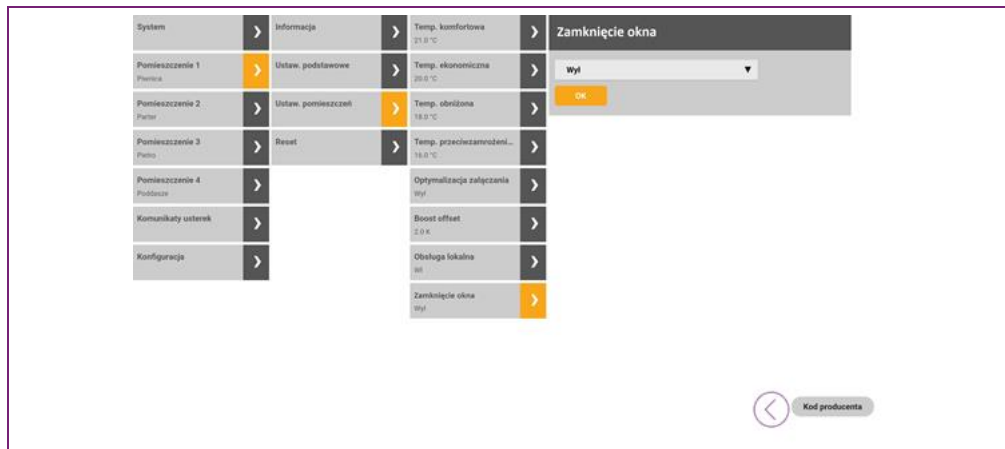 System
Pomieszczenie 1
Piwnica
Pomieszczenie 2
Parter
Pomieszczenie 3
Piętro
Pomieszczenie 4
Poddasze
Komunikaty usterek
Konfiguracja
Informacja
Ustaw. podstawowe
Ustaw. pomieszczeń
Reset
Temp. kumfortowa
21.0 °C
Temp. ekonomiczna
20.0 °C
Temp. obniżona
18.0 °C
Temp. przeciwzamrożeni...
16.0 °C
Optymalizacja załączania
Wył
Boost offset
2.0 K
Obsługa lokalna
Wł
Zamknięcie okna
Wył
Zamknięcie okna
Wył
OK
Kod producenta